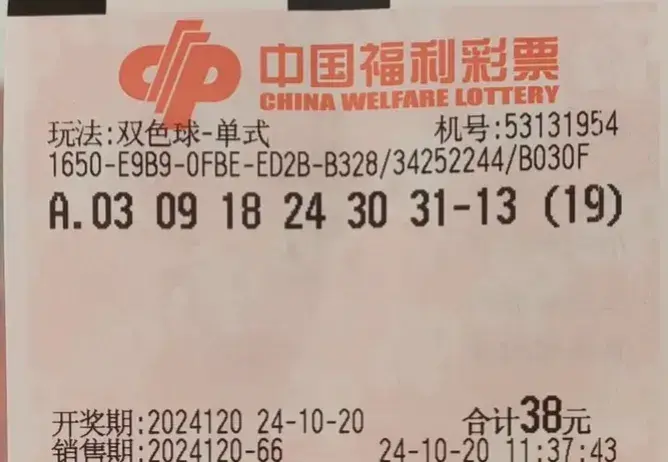 中国福利彩票
CHINA WELFARE LOTTERY
玩法:双色球-单式 机号:53131954
1650-E9B9-0FBE-ED2B-B328/34252244/B030F
A.03 09 18 24 30 31-13 (19)
开奖期:2024120 24-10-20 合计38元
销售期:2024120-66 24-10-20 11:37:43